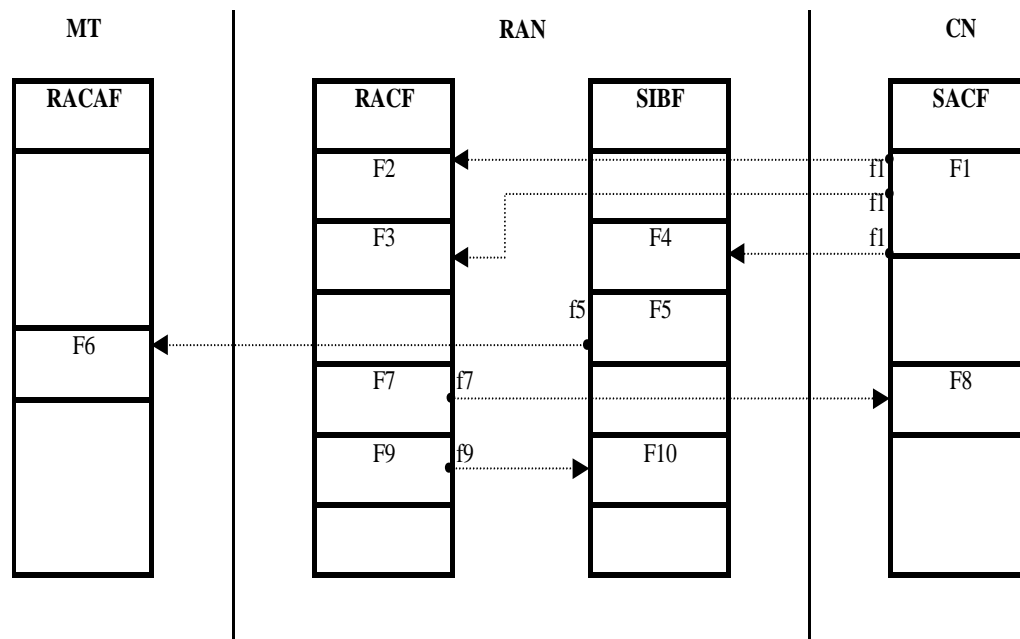 MT RAN CN
RACAF RACF SIBF SACF
F2 f1 F1
f1
F3 F4 f1
f5 F5
F6
F7 f7 F8
F9 f9 F10